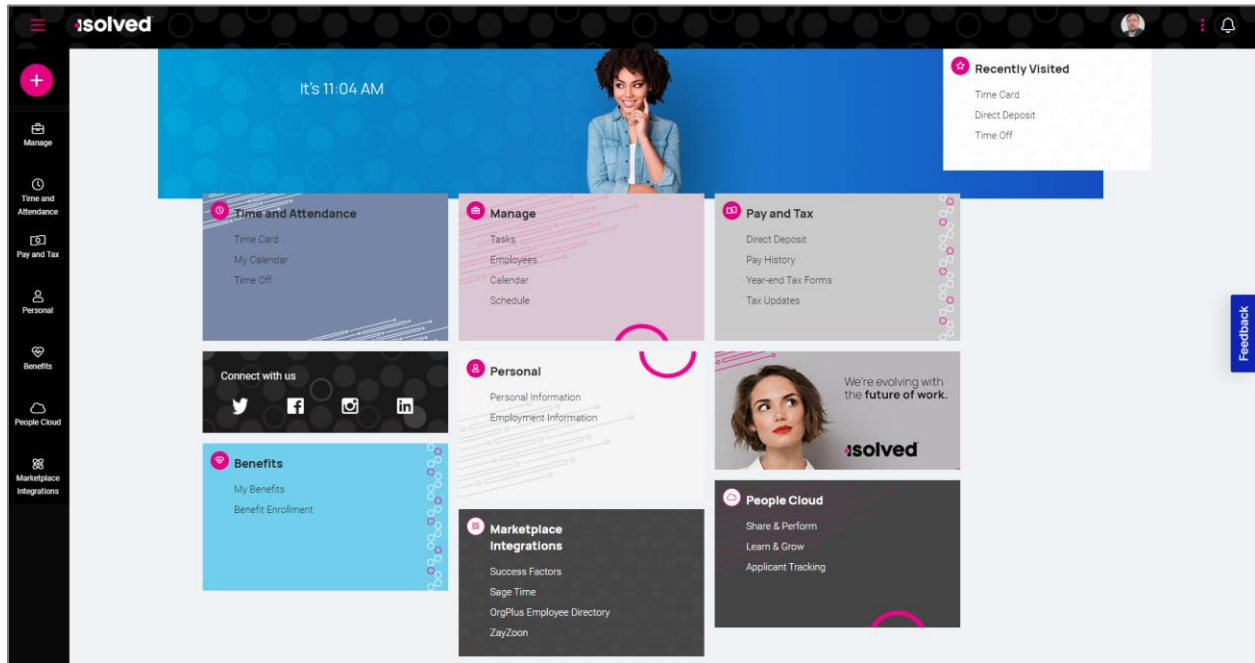 isolved
It's 11:04 AM
Recently Visited
Time Card
Direct Deposit
Time Off
Manage
Time and
Attendance
Pay and Tax
Personal
Benefits
People Cloud
Marketplace
Integrations
Time and Attendance
Time Card
My Calendar
Time Off
Manage
Tasks
Employees
Calendar
Schedule
Pay and Tax
Direct Deposit
Pay History
Year-end Tax Forms
Tax Updates
Connect with us
Personal
Personal Information
Employment Information
We're evolving with
the future of work.
isolved
Benefits
My Benefits
Benefit Enrollment
Marketplace
Integrations
Success Factors
Sage Time
OrgPlus Employee Directory
ZayZoon
People Cloud
Share & Perform
Learn & Grow
Applicant Tracking
Feedback